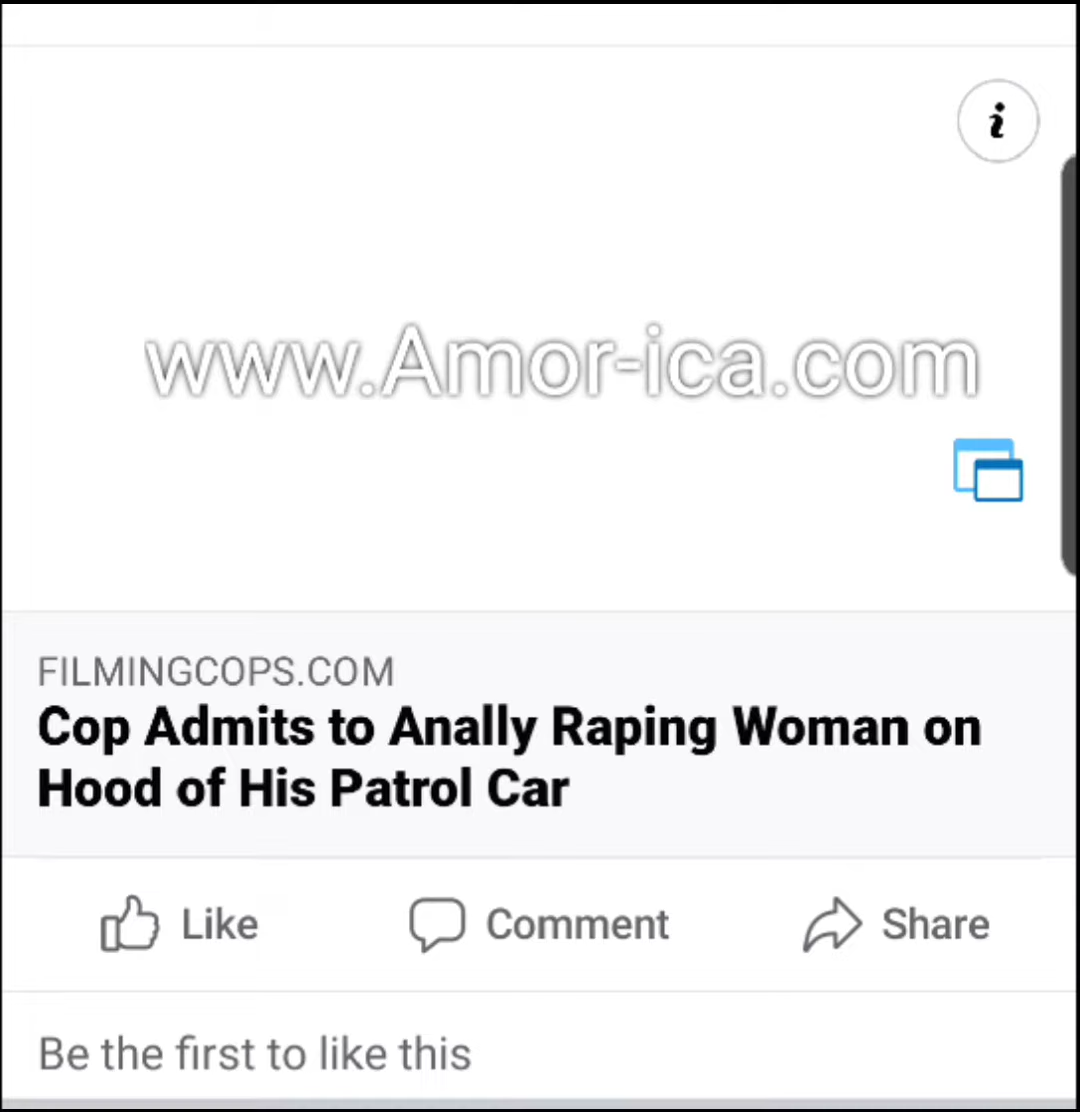 i
www.Amor-ica.com
FILMINGCOPS.COM
Cop Admits to Anally Raping Woman on
Hood of His Patrol Car
Like Comment Share
Be the first to like this